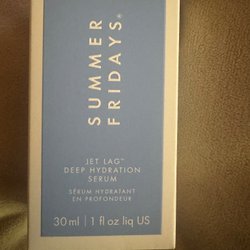 SUMMER
FRIDAYS®
JET LAG™
DEEP HYDRATION
SERUM
SÉRUM HYDRATANT
EN PROFONDEUR
30 ml | 1 fl oz liq US